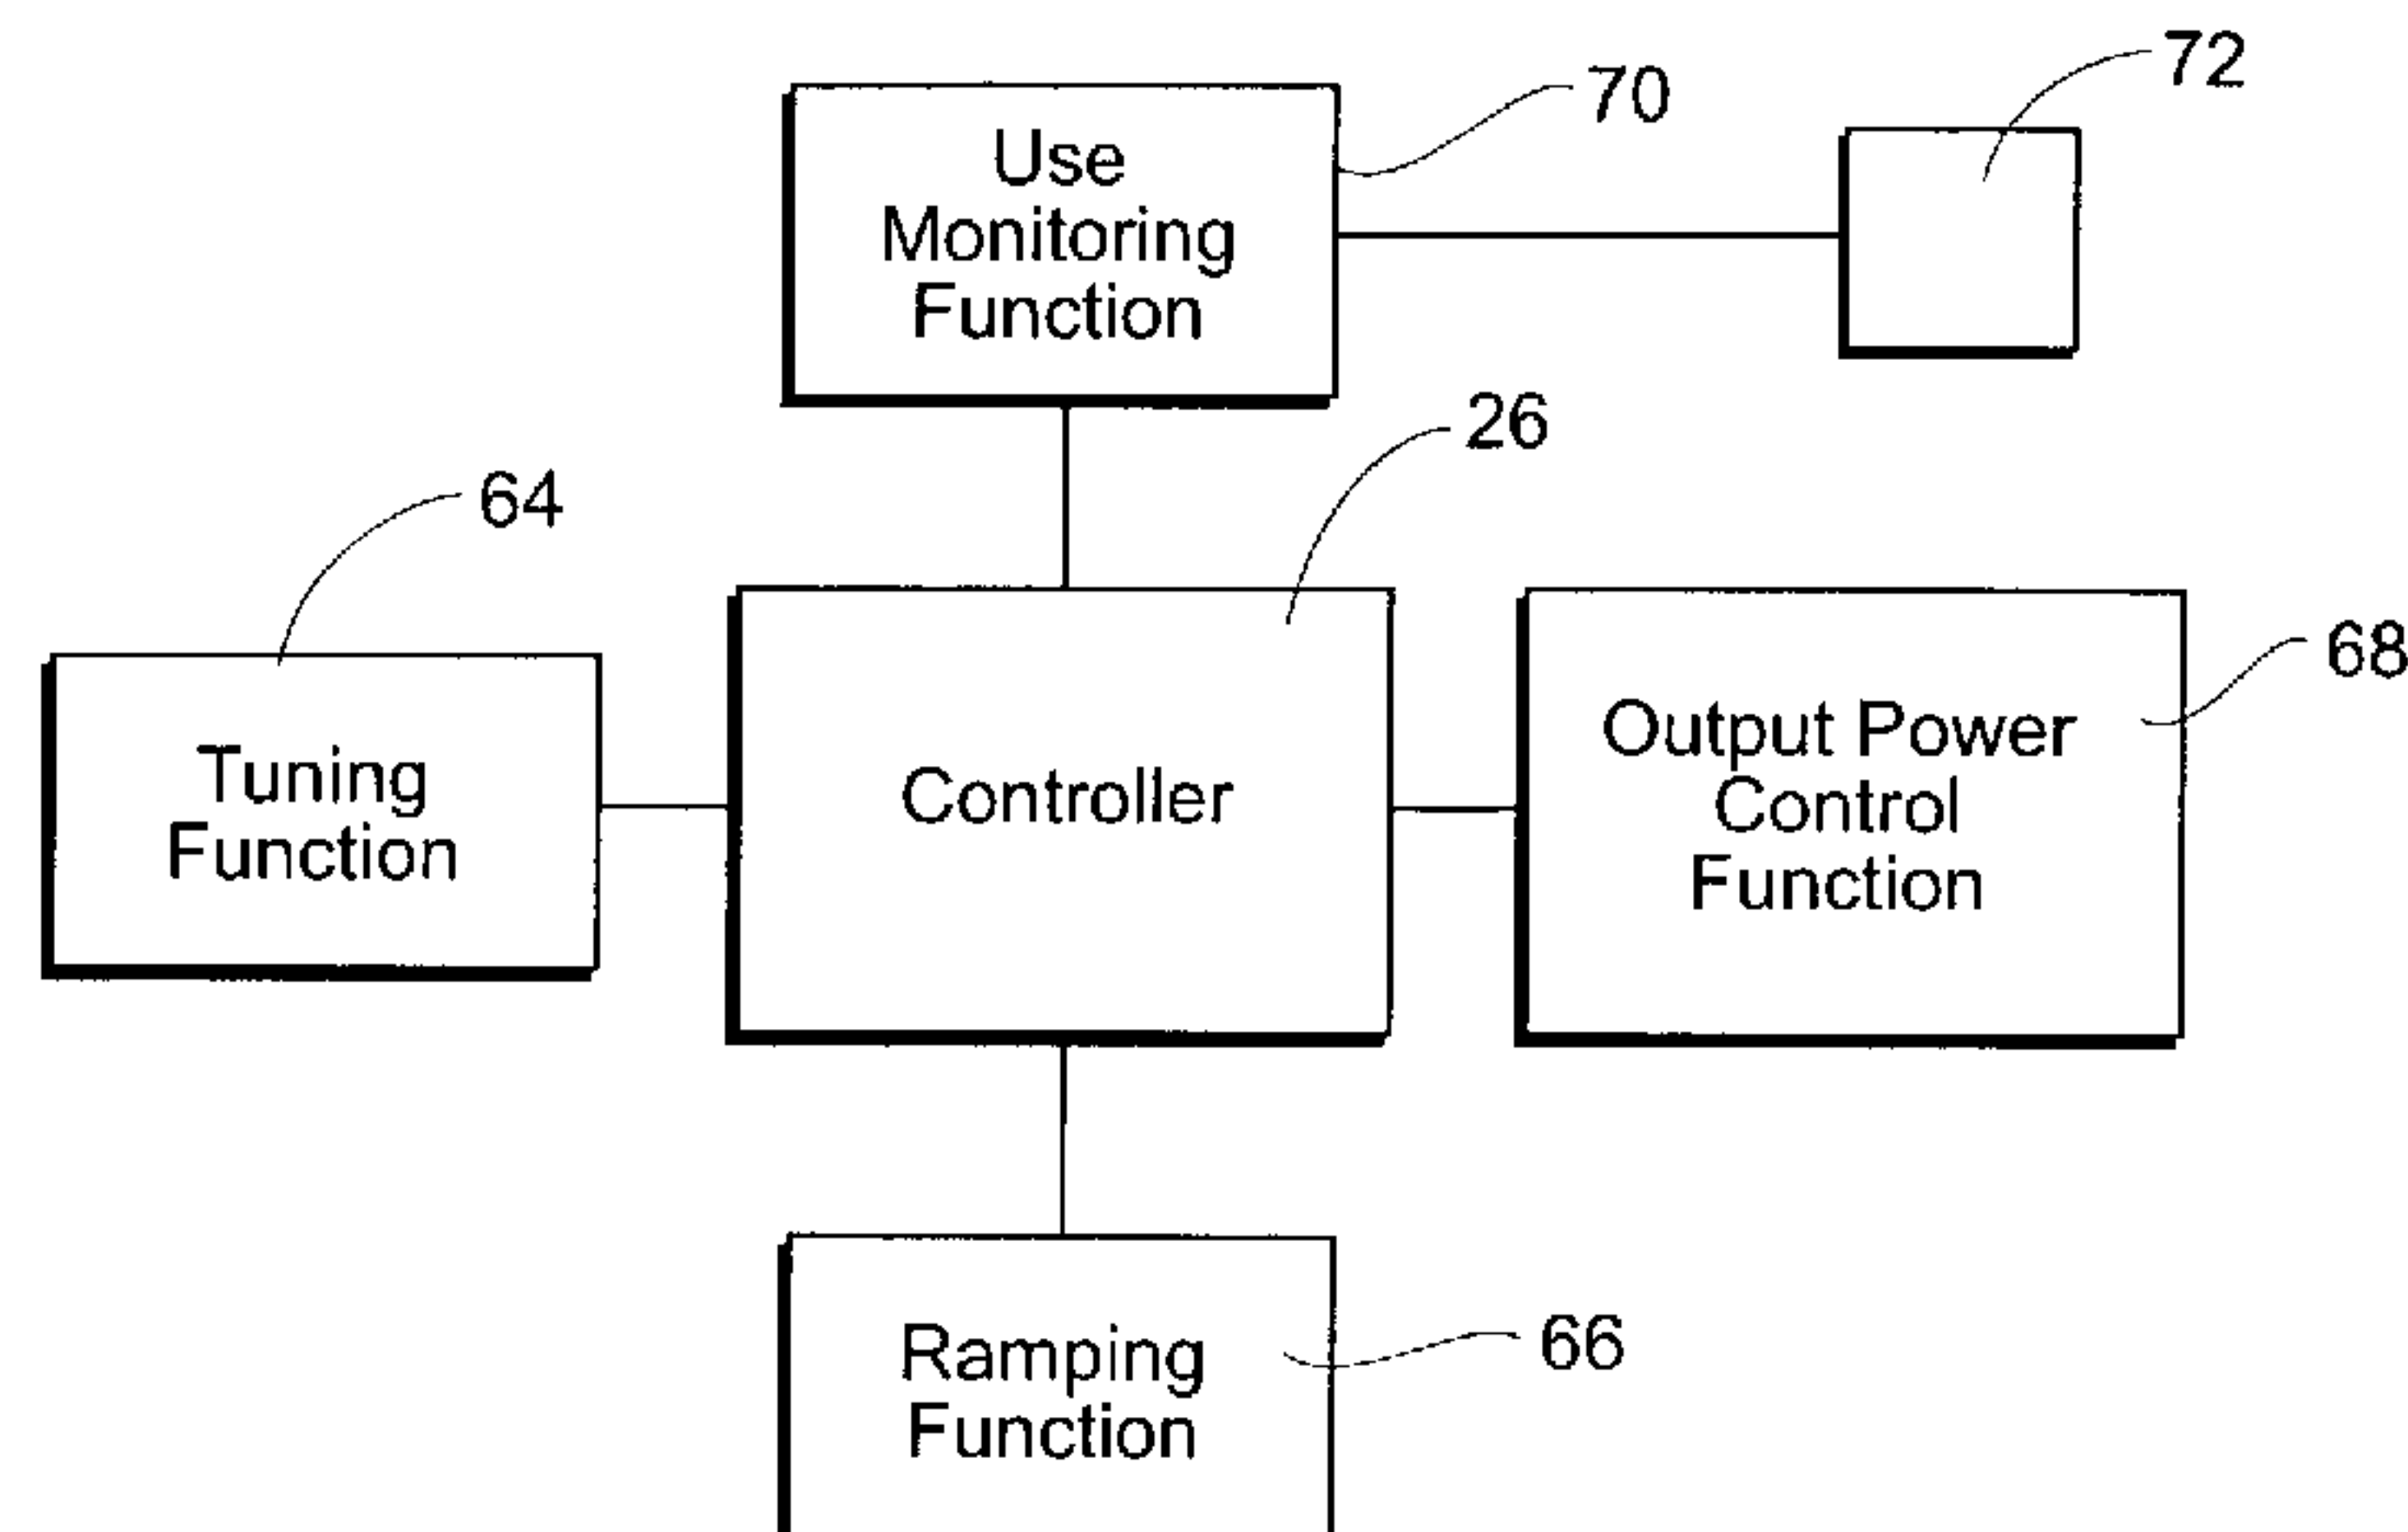 72
70
Use
Monitoring
Function
26
64
68
Tuning
Function
Controller
Output Power
Control
Function
66
Ramping
Function